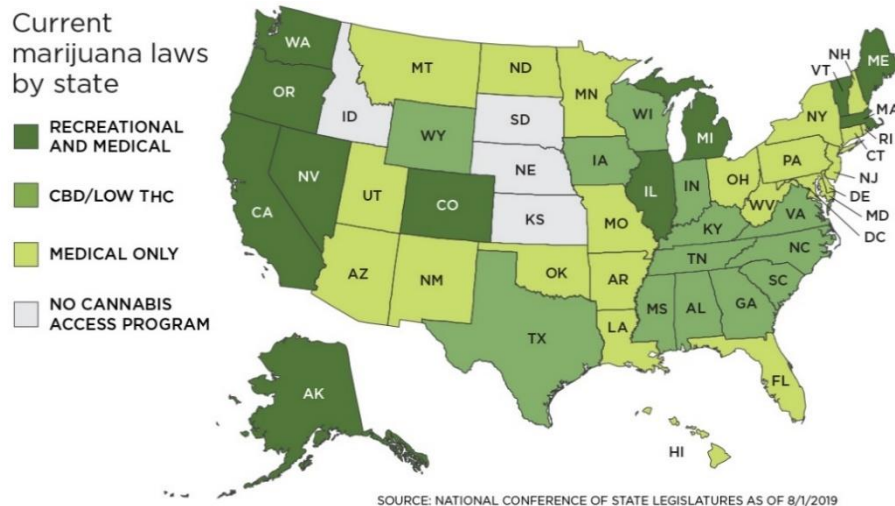 Current
marijuana laws
by state
RECREATIONAL
AND MEDICAL
CBD/LOW THC
MEDICAL ONLY
NO CANNABIS
ACCESS PROGRAM
WA
OR
CA
NV
ID
MT
WY
UT
AZ
CO
NM
ND
SD
NE
KS
OK
TX
MN
IA
MO
AR
LA
WI
IL
MI
IN
OH
KY
TN
MS
AL
GA
FL
SC
NC
VA
WV
PA
NY
VT
NH
ME
MA
RI
CT
NJ
DE
MD
DC
AK
HI
SOURCE: NATIONAL CONFERENCE OF STATE LEGISLATURES AS OF 8/1/2019